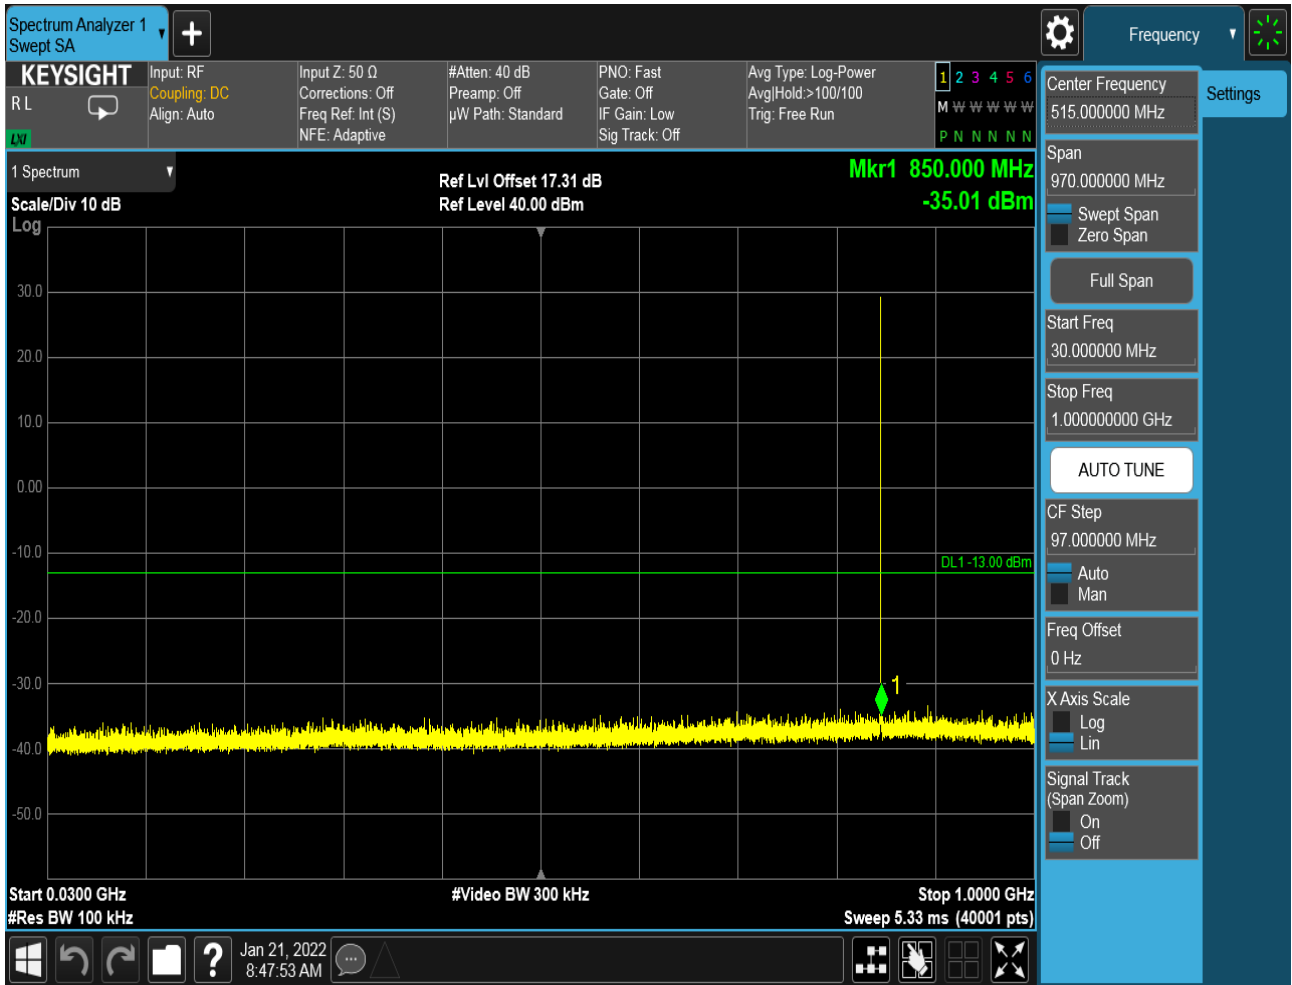 Spectrum Analyzer 1
Swept SA
Frequency
KEYSIGHT
R L
LXI
Input: RF
Coupling: DC
Align: Auto
Input Z: 50 Ω
Corrections: Off
Freq Ref: Int (S)
NFE: Adaptive
#Atten: 40 dB
Preamp: Off
µW Path: Standard
PNO: Fast
Gate: Off
IF Gain: Low
Sig Track: Off
Avg Type: Log-Power
Avg|Hold:>100/100
Trig: Free Run
1 2 3 4 5 6
M W W W W W
P N N N N N
1 Spectrum
Scale/Div 10 dB
Log
Ref Lvl Offset 17.31 dB
Ref Level 40.00 dBm
Mkr1 850.000 MHz
-35.01 dBm
30.0
20.0
10.0
0.00
-10.0
DL1 -13.00 dBm
-20.0
-30.0
1
-40.0
-50.0
Start 0.0300 GHz
#Video BW 300 kHz
Stop 1.0000 GHz
#Res BW 100 kHz
Sweep 5.33 ms (40001 pts)
Jan 21, 2022
8:47:53 AM
Center Frequency
515.000000 MHz
Settings
Span
970.000000 MHz
Swept Span
Zero Span
Full Span
Start Freq
30.000000 MHz
Stop Freq
1.000000000 GHz
AUTO TUNE
CF Step
97.000000 MHz
Auto
Man
Freq Offset
0 Hz
X Axis Scale
Log
Lin
Signal Track
(Span Zoom)
On
Off